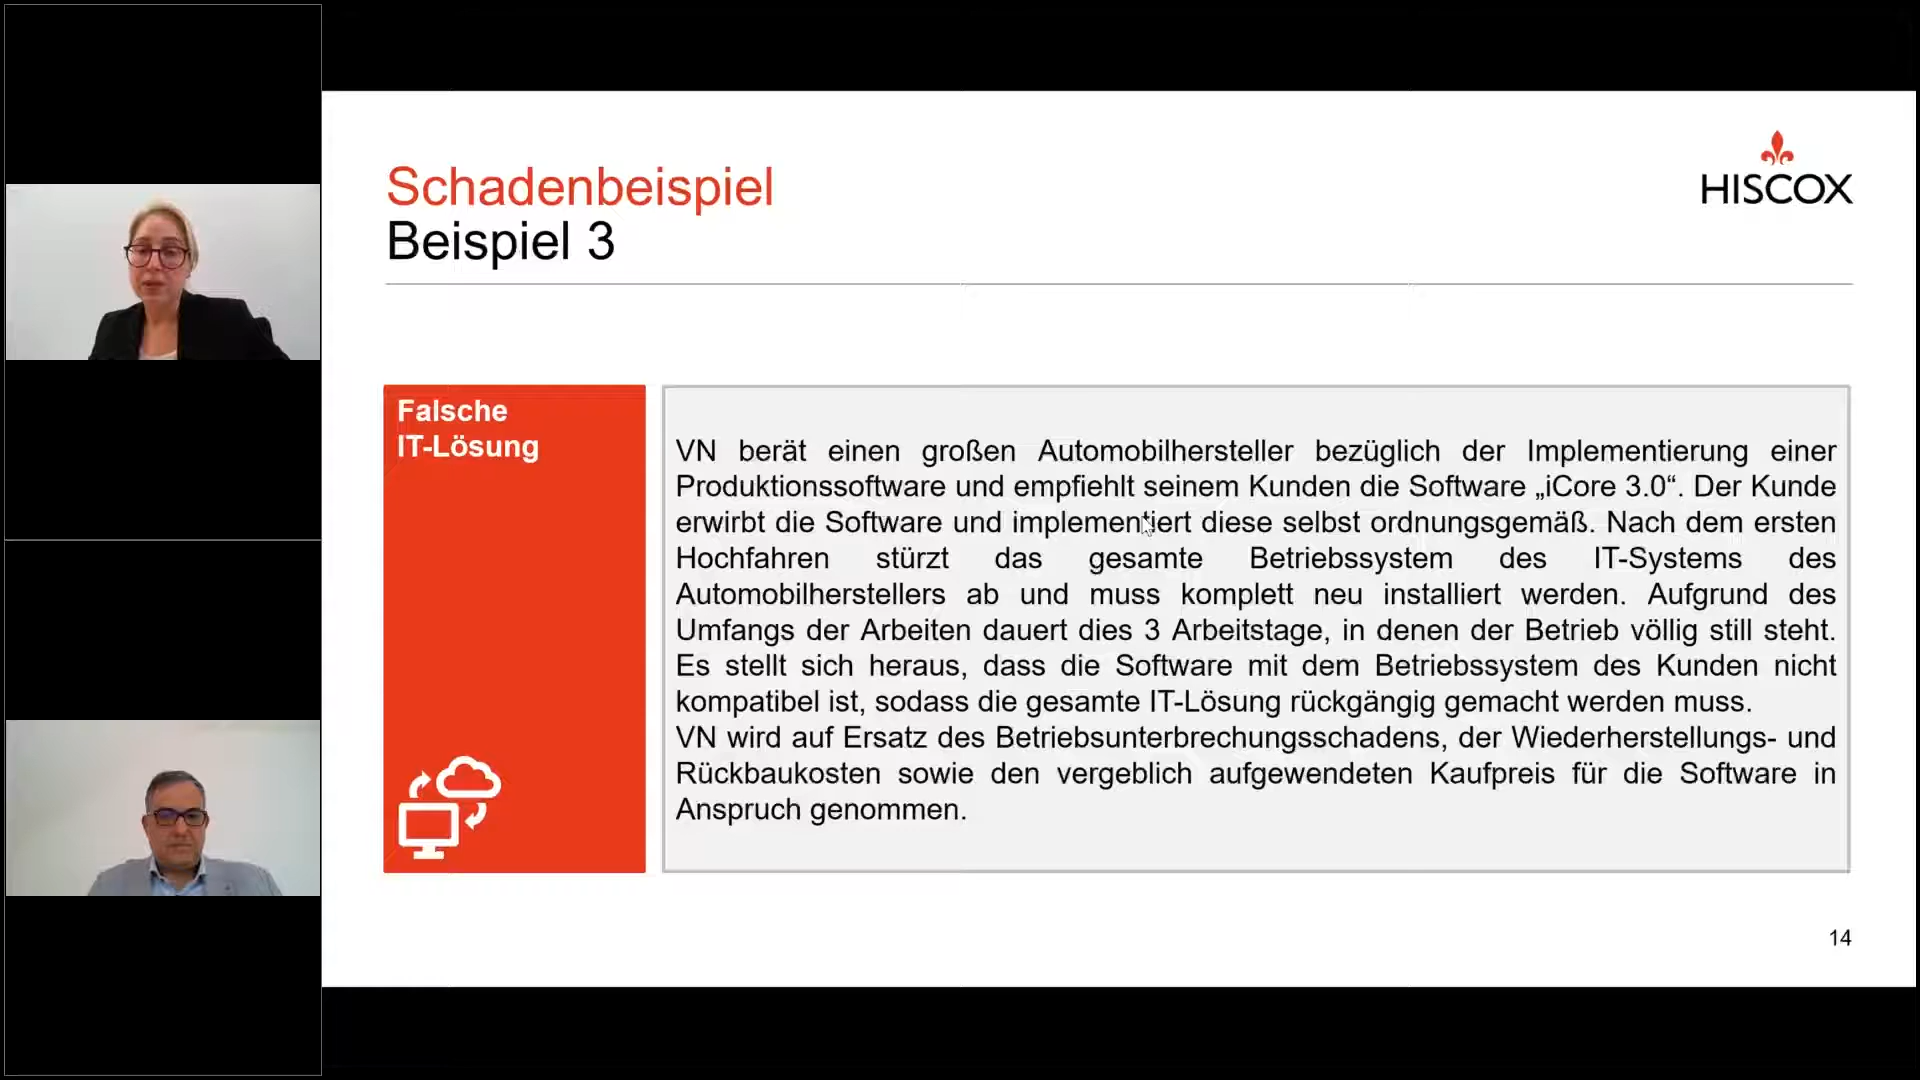 Schadenbeispiel
Beispiel 3
HISCOX
Falsche
IT-Lösung
VN berät einen großen Automobilhersteller bezüglich der Implementierung einer
Produktionssoftware und empfiehlt seinem Kunden die Software „iCore 3.0“. Der Kunde
erwirbt die Software und implementiert diese selbst ordnungsgemäß. Nach dem ersten
Hochfahren stürzt das gesamte Betriebssystem des IT-Systems des
Automobilherstellers ab und muss komplett neu installiert werden. Aufgrund des
Umfangs der Arbeiten dauert dies 3 Arbeitstage, in denen der Betrieb völlig still steht.
Es stellt sich heraus, dass die Software mit dem Betriebssystem des Kunden nicht
kompatibel ist, sodass die gesamte IT-Lösung rückgängig gemacht werden muss.
VN wird auf Ersatz des Betriebsunterbrechungsschadens, der Wiederherstellungs- und
Rückbaukosten sowie den vergeblich aufgewendeten Kaufpreis für die Software in
Anspruch genommen.
14